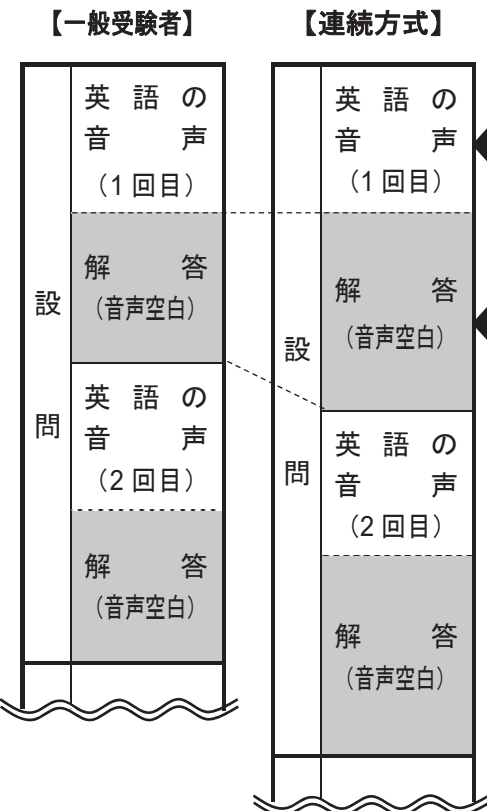 【一般受験者】
設問
英語の
音声
（1回目）
解答
（音声空白）
英語の
音声
（2回目）
解答
（音声空白）
【連続方式】
設問
英語の
音声
（1回目）
解答
（音声空白）
英語の
音声
（2回目）
解答
（音声空白）